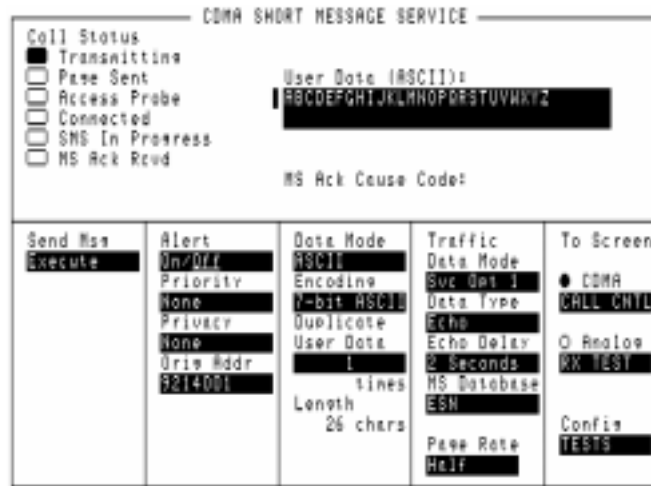 CDMA SHORT MESSAGE SERVICE
Call Status
Transmitting
Page Sent
Access Probe
Connected
SMS In Progress
MS Ack Rcvd
User Data (ASCII):
ABCDEFGHIJKLMNOPQRSTUVWXYZ
MS Ack Cause Code:
Send Msg
Execute
Alert
On/Off
Priority
None
Privacy
None
Orig Addr
9214001
Data Mode
ASCII
Encoding
7-bit ASCII
Duplicate
User Data
1
times
Length
26 chars
Traffic
Data Mode
Svc Opt 1
Data Type
Echo
Echo Delay
2 Seconds
MS Database
ESN
Page Rate
Half
To Screen
CDMA
CALL CNTL
Analog
RX TEST
Config
TESTS